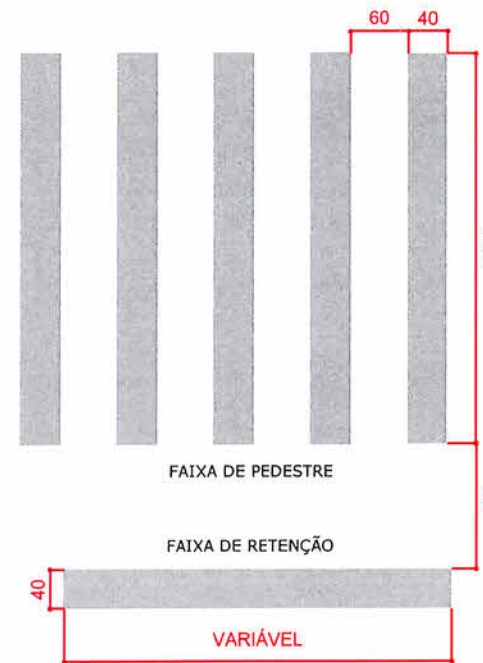 60 40
FAIXA DE PEDESTRE
FAIXA DE RETENÇÃO
40
VARIÁVEL